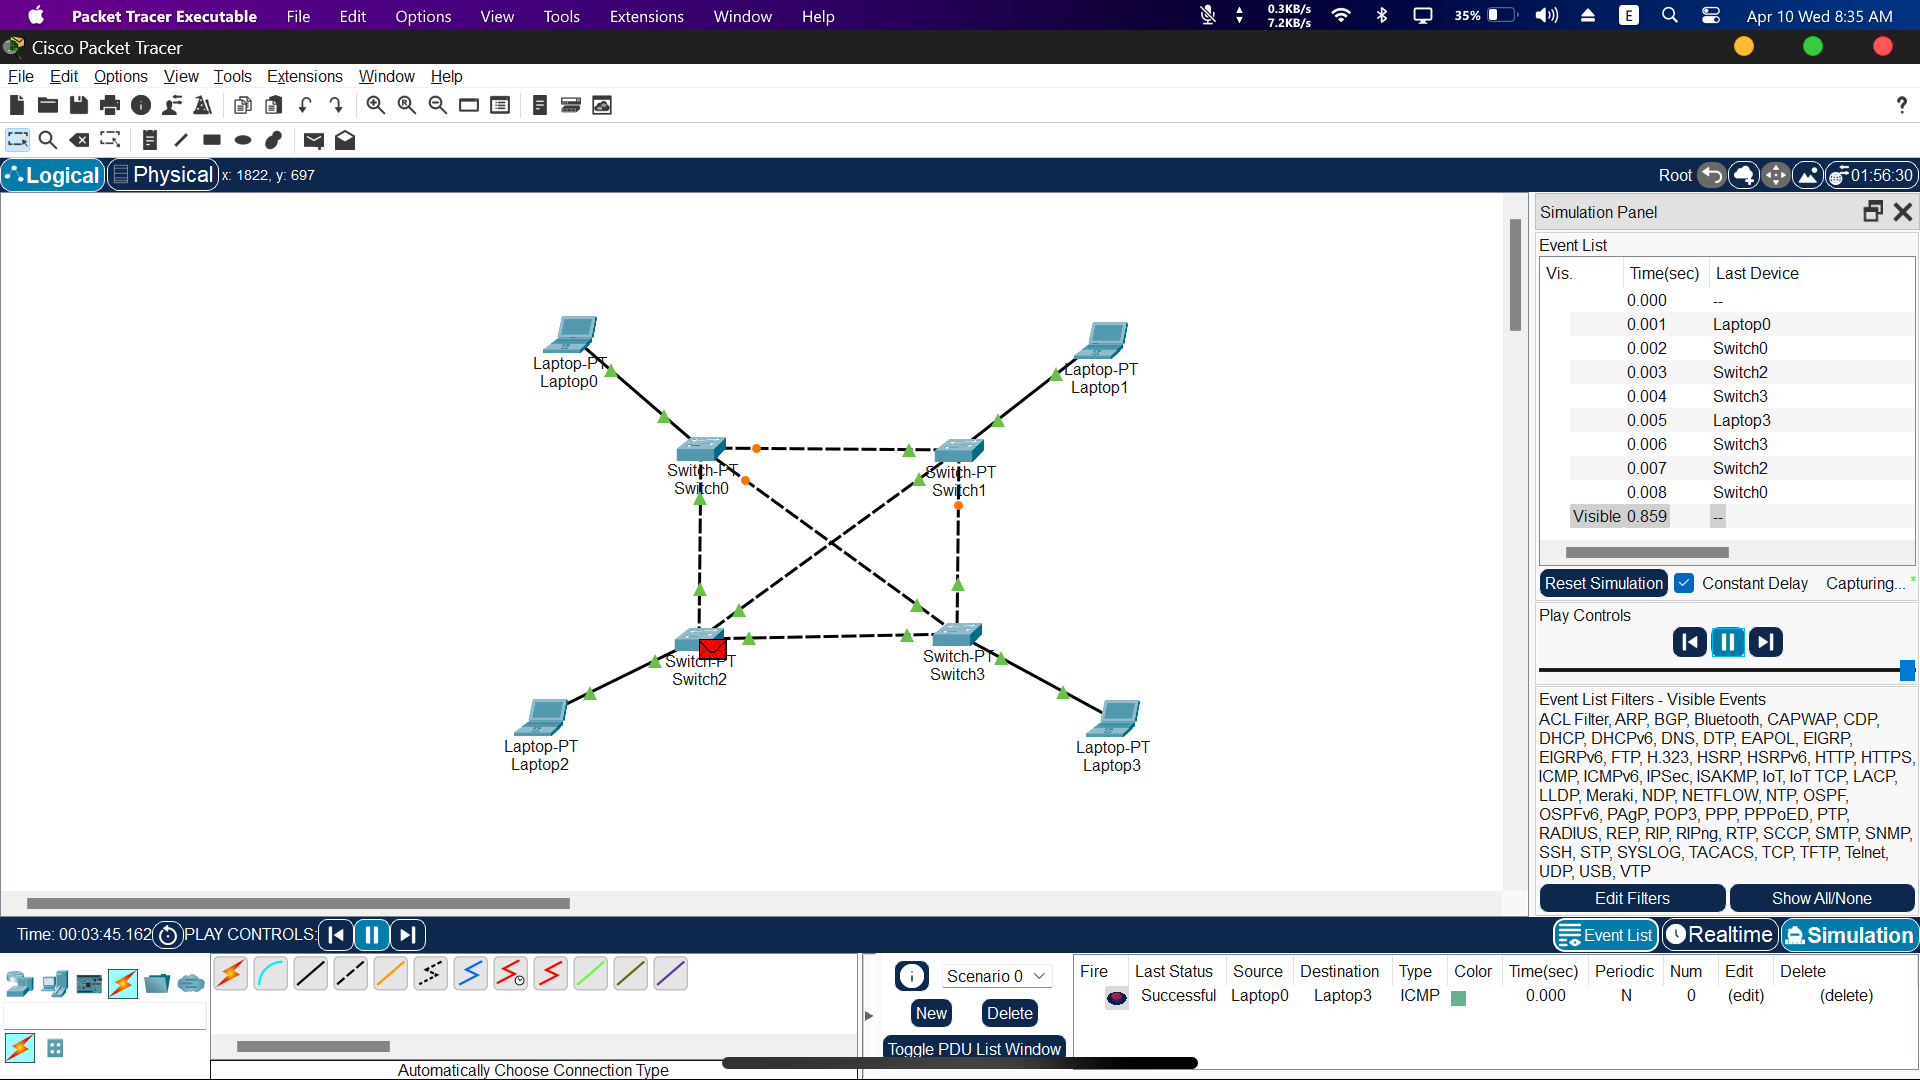 Packet Tracer Executable File Edit Options View Tools Extensions Window Help 0.3KB/s 7.2KB/s 35% E Apr 10 Wed 8:35 AM
Cisco Packet Tracer
File Edit Options View Tools Extensions Window Help
?
Logical Physical x: 1822, y: 697 Root 01:56:30
Simulation Panel
Event List
Vis. Time(sec) Last Device
0.000 --
0.001 Laptop0
0.002 Switch0
0.003 Switch2
0.004 Switch3
0.005 Laptop3
0.006 Switch3
0.007 Switch2
0.008 Switch0
Visible 0.859 --
Reset Simulation Constant Delay Capturing... *
Play Controls
Event List Filters - Visible Events
ACL Filter, ARP, BGP, Bluetooth, CAPWAP, CDP,
DHCP, DHCPv6, DNS, DTP, EAPOL, EIGRP,
EIGRPv6, FTP, H.323, HSRP, HSRPv6, HTTP, HTTPS,
ICMP, ICMPv6, IPSec, ISAKMP, IoT, IoT TCP, LACP,
LLDP, Meraki, NDP, NETFLOW, NTP, OSPF,
OSPFv6, PAgP, POP3, PPP, PPPoED, PTP,
RADIUS, REP, RIP, RIPng, RTP, SCCP, SMTP, SNMP,
SSH, STP, SYSLOG, TACACS, TCP, TFTP, Telnet,
UDP, USB, VTP
Edit Filters Show All/None
Laptop-PT
Laptop0
Laptop-PT
Laptop1
Switch-PT
Switch0
Switch-PT
Switch1
Switch-PT
Switch2
Switch-PT
Switch3
Laptop-PT
Laptop2
Laptop-PT
Laptop3
Time: 00:03:45.162 PLAY CONTROLS: Event List Realtime Simulation
Scenario 0
New Delete
Toggle PDU List Window
Fire Last Status Source Destination Type Color Time(sec) Periodic Num Edit Delete
Successful Laptop0 Laptop3 ICMP 0.000 N 0 (edit) (delete)
Automatically Choose Connection Type